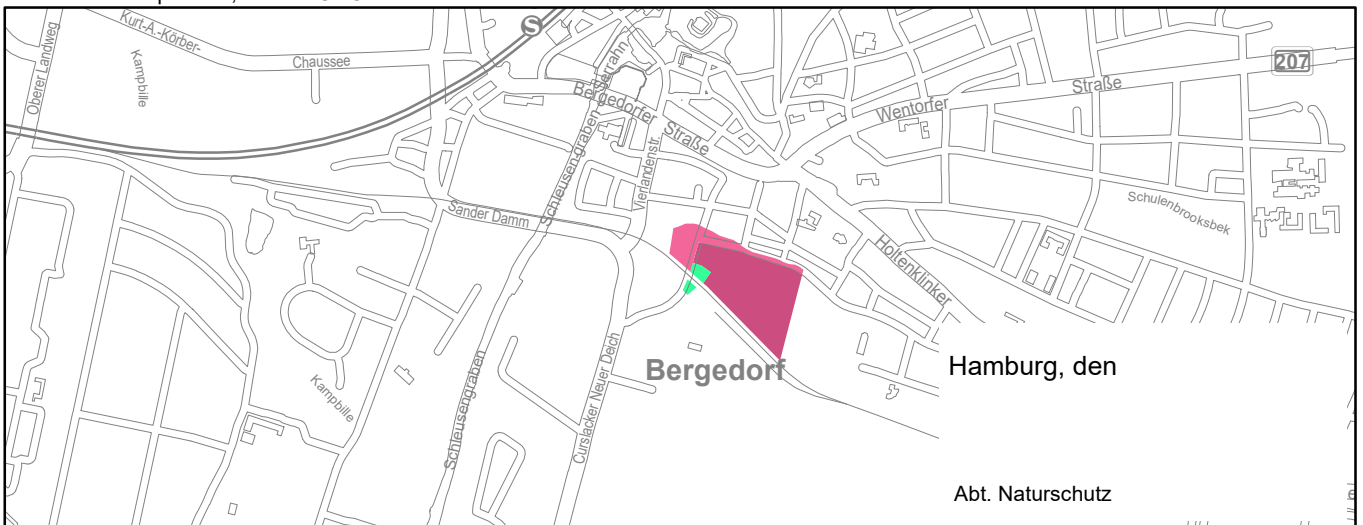 S
Kurt-A.-Körber-
Chaussee
Oberer Landweg
Kampbille
Serrahn
Bergedorfer
Straße
Wentorfer
Straße
207
Schleusengraben
Vierlandenstr.
Sander Damm
Schulenbrooksbek
Holtenklinker
Bergedorf
Kampbille
Schleusengraben
Curslacker Neuer Deich
Hamburg, den
Abt. Naturschutz